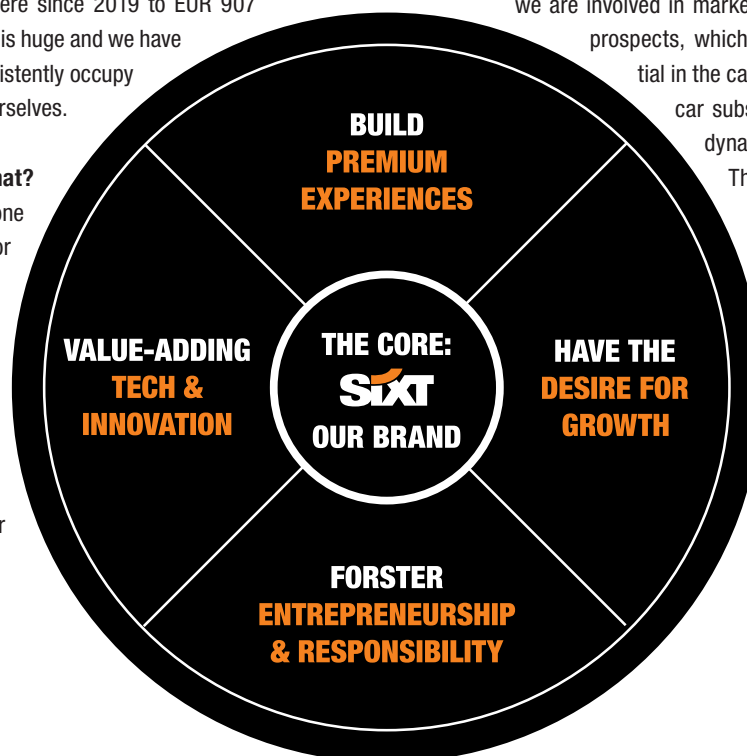 ere since 2019 to EUR 907
is huge and we have
istently occupy
rselves.
hat?
one
or
r
we are involved in marke
prospects, which
tial in the ca
car subs
dyna
Th
BUILD
PREMIUM
EXPERIENCES
VALUE-ADDING
TECH &
INNOVATION
THE CORE:
SIXT
OUR BRAND
HAVE THE
DESIRE FOR
GROWTH
FORSTER
ENTREPRENEURSHIP
& RESPONSIBILITY